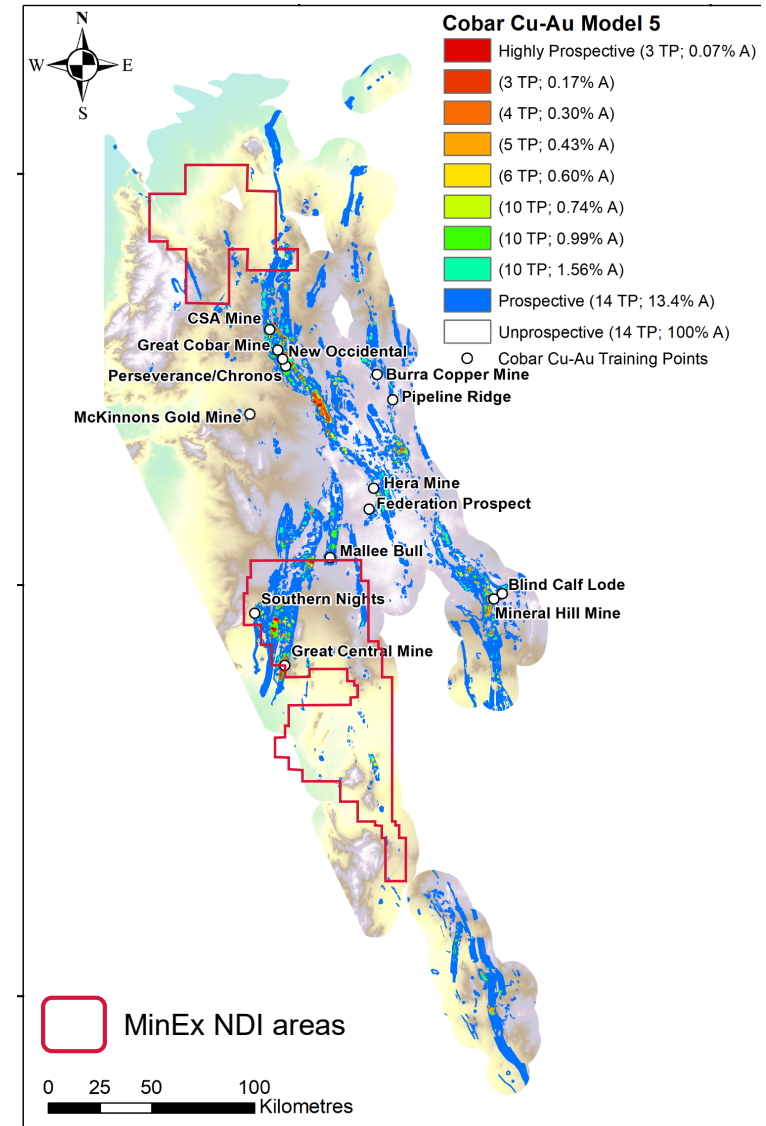 Cobar Cu-Au Model 5
Highly Prospective (3 TP; 0.07% A)
(3 TP; 0.17% A)
(4 TP; 0.30% A)
(5 TP; 0.43% A)
(6 TP; 0.60% A)
(10 TP; 0.74% A)
(10 TP; 0.99% A)
(10 TP; 1.56% A)
Prospective (14 TP; 13.4% A)
Unprospective (14 TP; 100% A)
Cobar Cu-Au Training Points
N
W E
S
CSA Mine
Great Cobar Mine
New Occidental
Perseverance/Chronos
Burra Copper Mine
Pipeline Ridge
McKinnons Gold Mine
Hera Mine
Federation Prospect
Mallee Bull
Blind Calf Lode
Southern Nights
Mineral Hill Mine
Great Central Mine
MinEx NDI areas
0 25 50 100
Kilometres